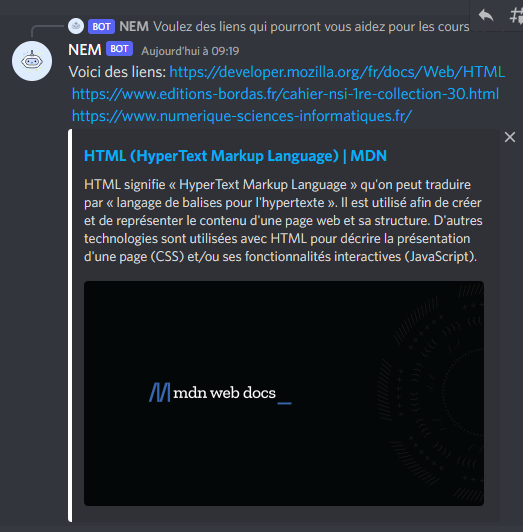 BOT NEM Voulez des liens qui pourront vous aidez pour les cours
NEM BOT Aujourd'hui à 09:19
Voici des liens: https://developer.mozilla.org/fr/docs/Web/HTML
https://www.editions-bordas.fr/cahier-nsi-1re-collection-30.html
https://www.numerique-sciences-informatiques.fr/
HTML (HyperText Markup Language) | MDN
HTML signifie « HyperText Markup Language » qu'on peut traduire
par « langage de balises pour l'hypertexte ». Il est utilisé afin de créer
et de représenter le contenu d'une page web et sa structure. D'autres
technologies sont utilisées avec HTML pour décrire la présentation
d'une page (CSS) et/ou ses fonctionnalités interactives (JavaScript).
mdn web docs_